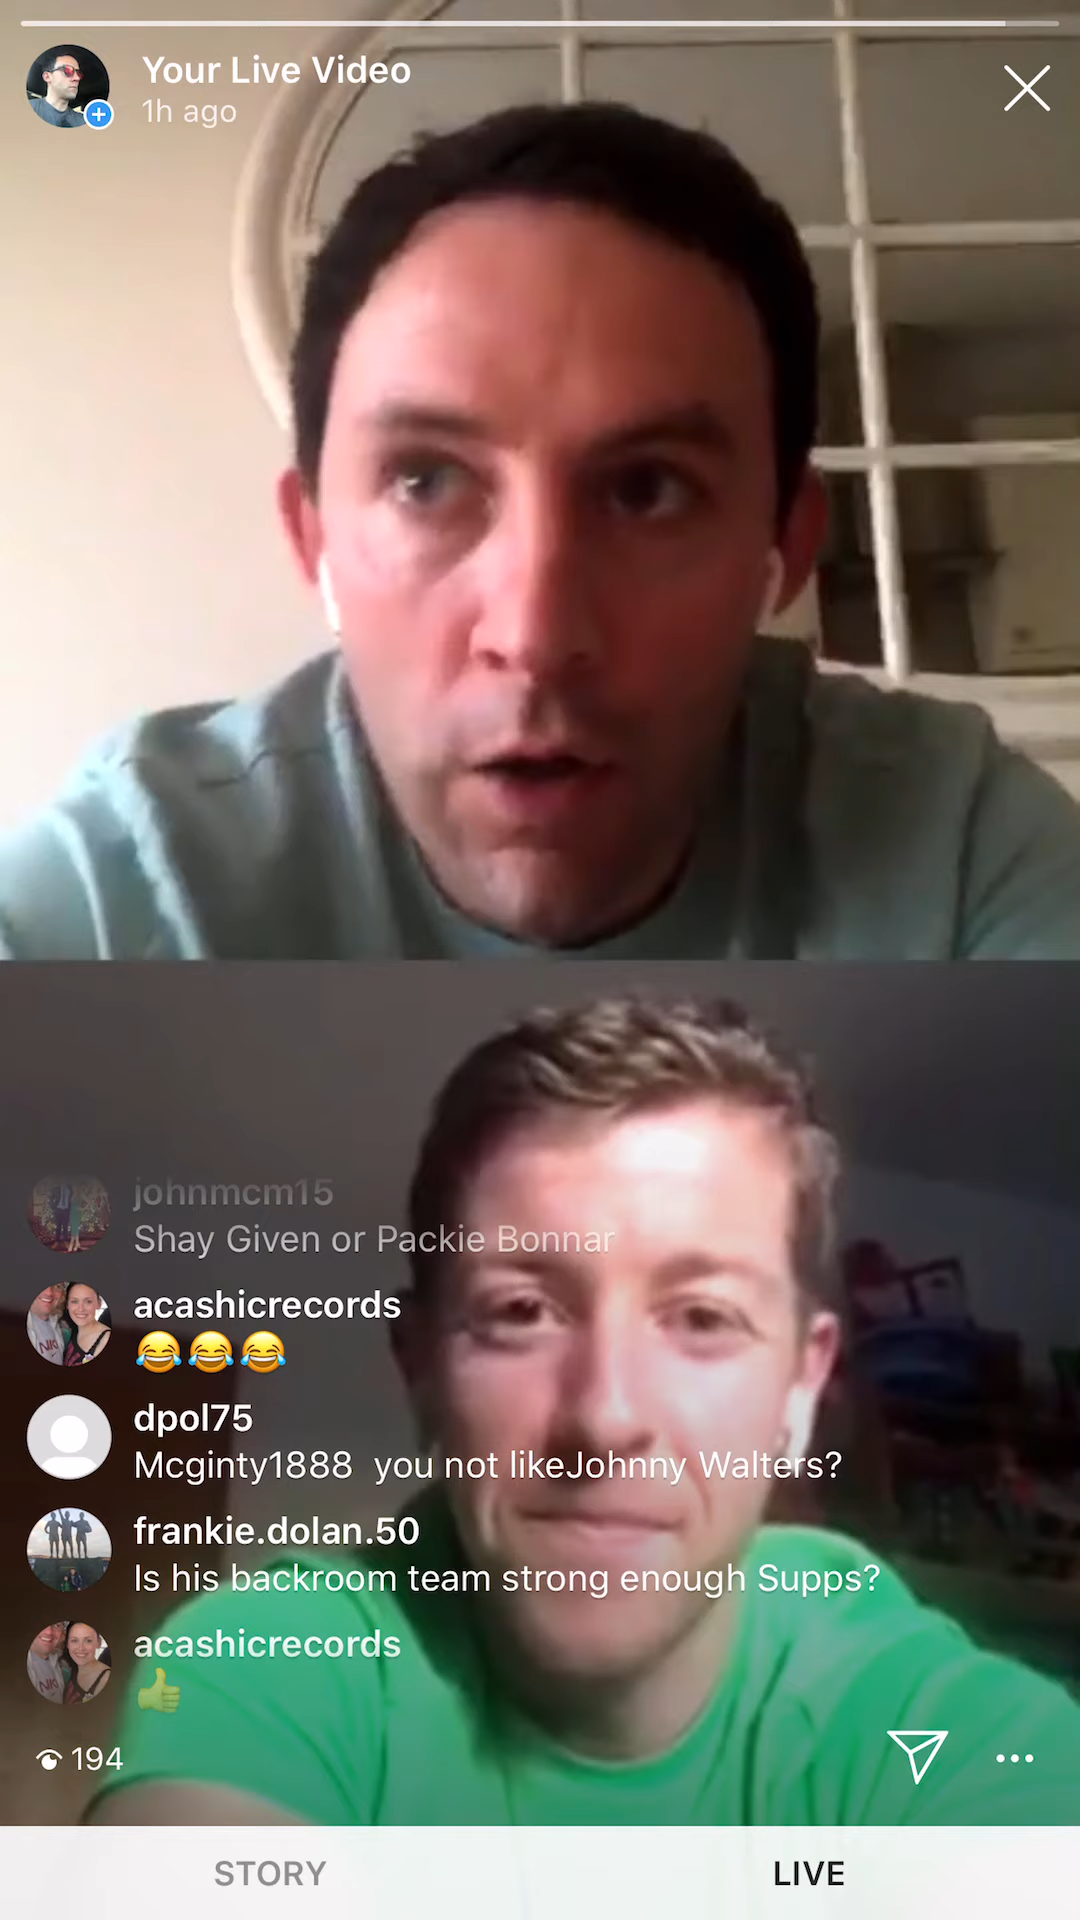 Your Live Video
1h ago
johnmcm15
Shay Given or Packie Bonnar
acashicrecords
😂😂😂
dpol75
Mcginty1888  you not likeJohnny Walters?
frankie.dolan.50
Is his backroom team strong enough Supps?
acashicrecords
👍
194
STORY
LIVE